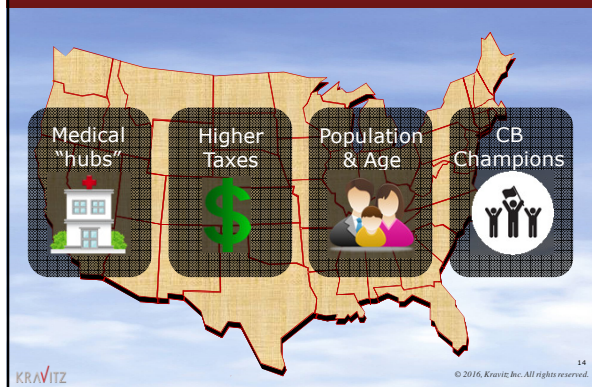 Medical
"hubs"
Higher
Taxes
Population
& Age
CB
Champions
$
14
KRAVITZ
© 2016, Kravitz Inc. All rights reserved.